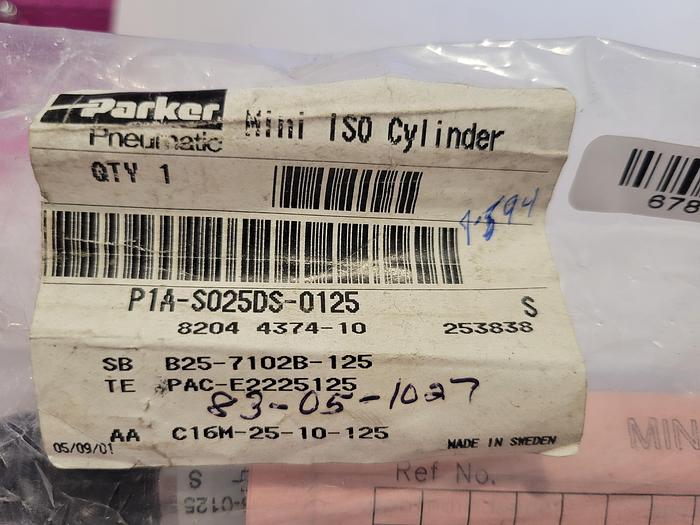 Parker Mini ISO Cylinder
Pneumatic
QTY 1
678
P1A-S025DS-0125 S
8204 4374-10 253838
SB B25-7102B-125
TE PAC-E2225125
83-05-1027
AA C16M-25-10-125
05/09/01 MADE IN SWEDEN
MIN
Ref No.
-0125
S